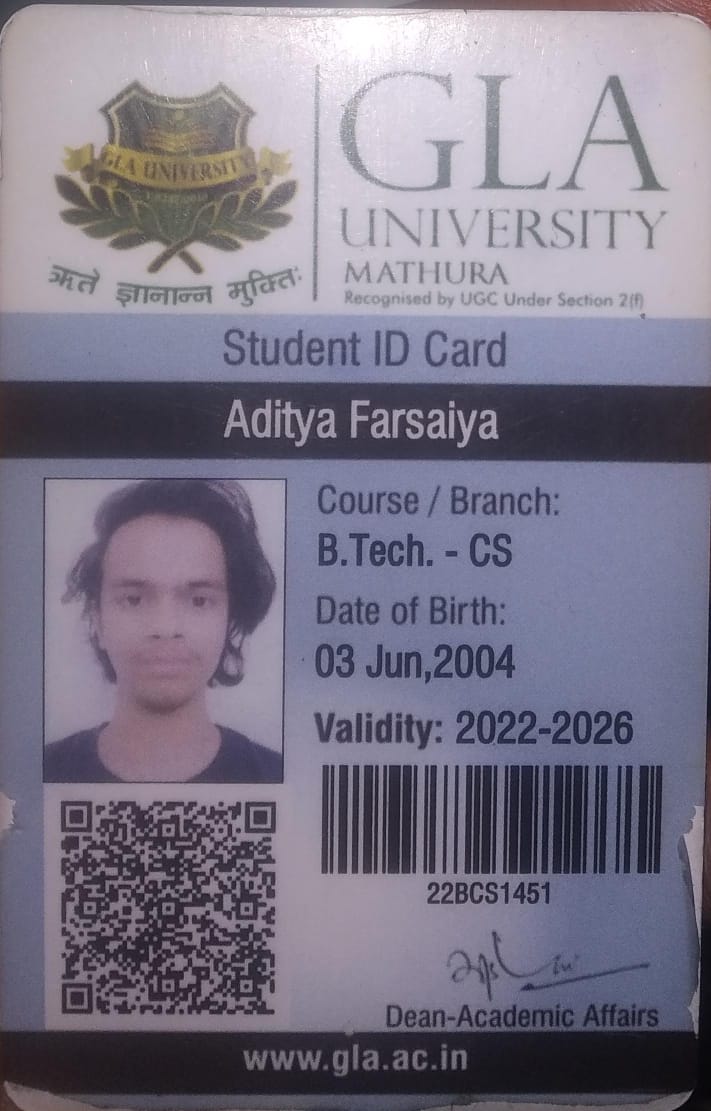 GLA UNIVERSITY
ऋते ज्ञानान्न मुक्तिः
GLA
UNIVERSITY
MATHURA
Recognised by UGC Under Section 2(f)
Student ID Card
Aditya Farsaiya
Course / Branch:
B.Tech. - CS
Date of Birth:
03 Jun,2004
Validity: 2022-2026
22BCS1451
Dean-Academic Affairs
www.gla.ac.in